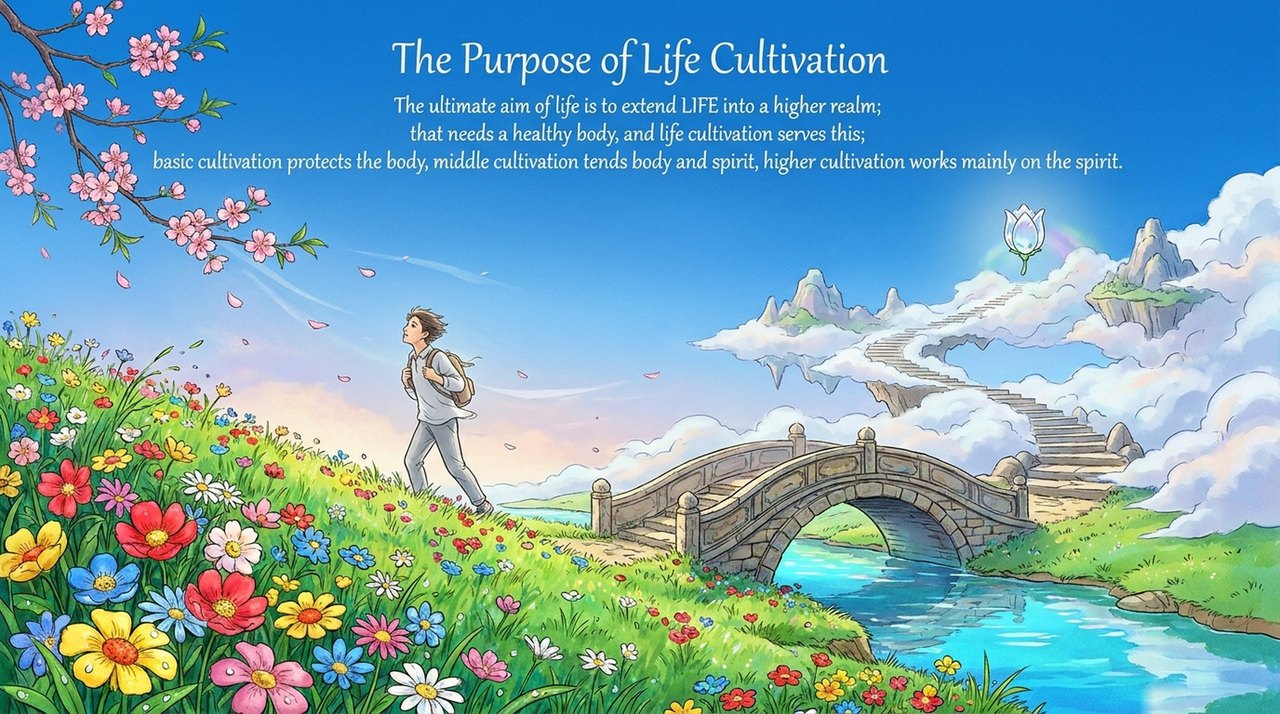 The Purpose of Life Cultivation
The ultimate aim of life is to extend LIFE into a higher realm;
that needs a healthy body, and life cultivation serves this;
basic cultivation protects the body, middle cultivation tends body and spirit, higher cultivation works mainly on the spirit.